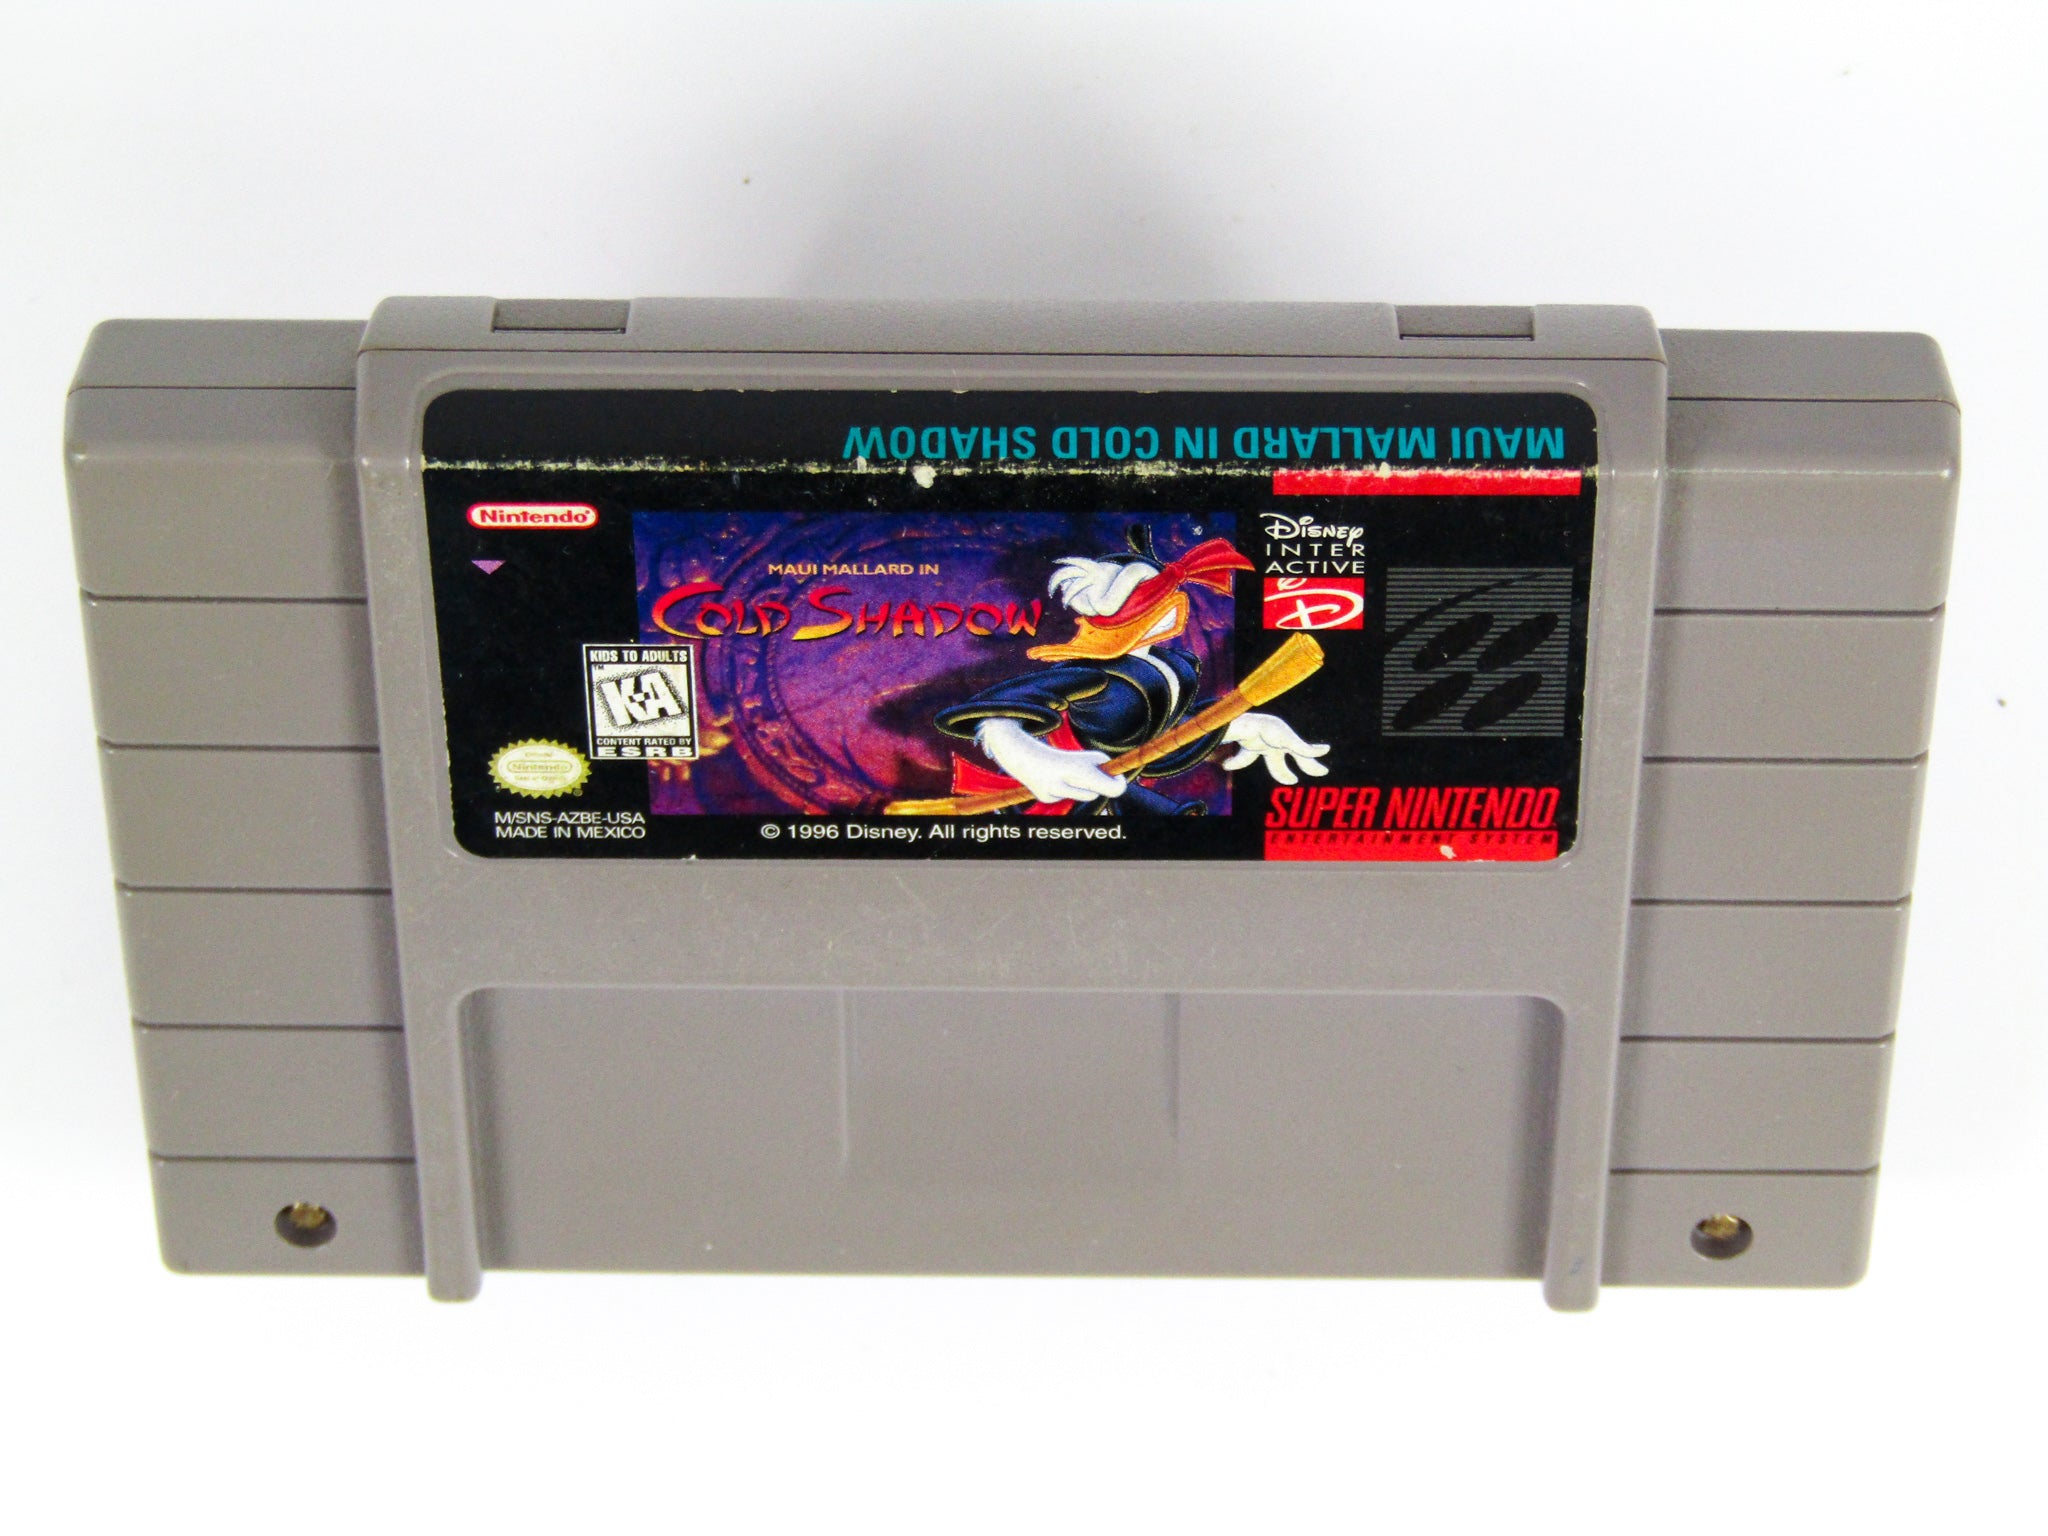 MAUI MALLARD IN COLD SHADOW
Nintendo
MAUI MALLARD IN
COLD SHADOW
DISNEY
INTER
ACTIVE
D
KIDS TO ADULTS
K-A
CONTENT RATED BY
ESRB
Nintendo
M/SNS-AZBE-USA
MADE IN MEXICO
© 1996 Disney. All rights reserved.
SUPER NINTENDO
ENTERTAINMENT SYSTEM